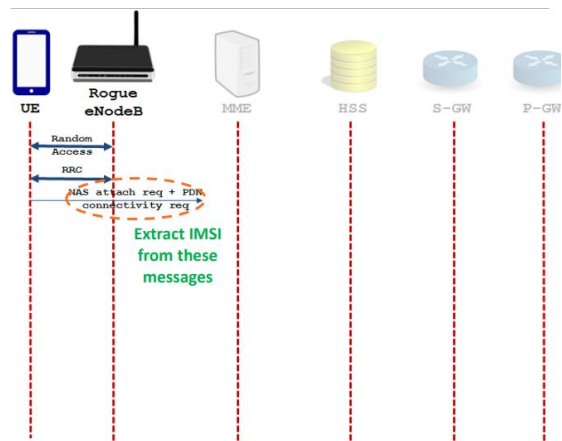 UE
Rogue
eNodeB
MME
HSS
S-GW
P-GW
Random
Access
RRC
NAS attach req + PDN
connectivity req
Extract IMSI
from these
messages